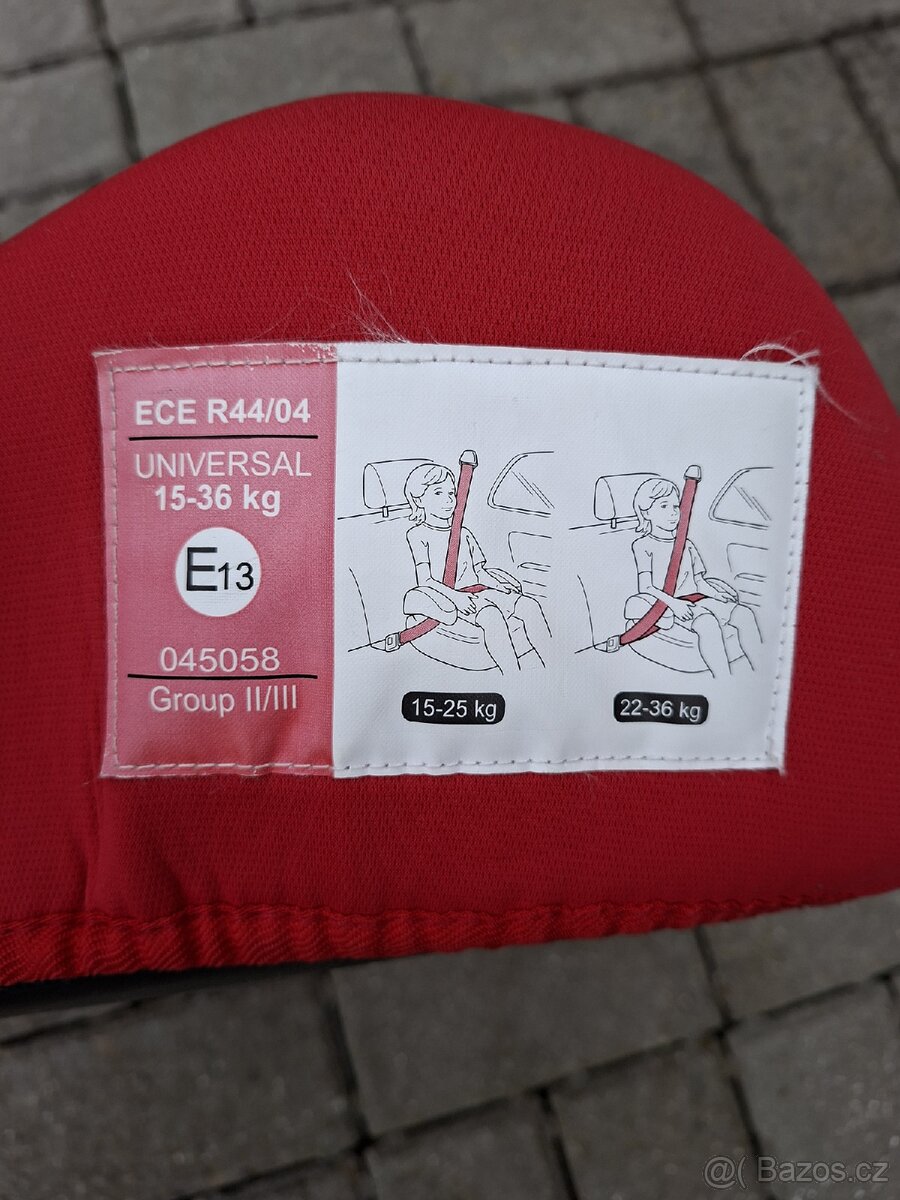 ECE R44/04
UNIVERSAL
15-36 kg
E13
045058
Group II/III
15-25 kg
22-36 kg
@( Bazos.cz